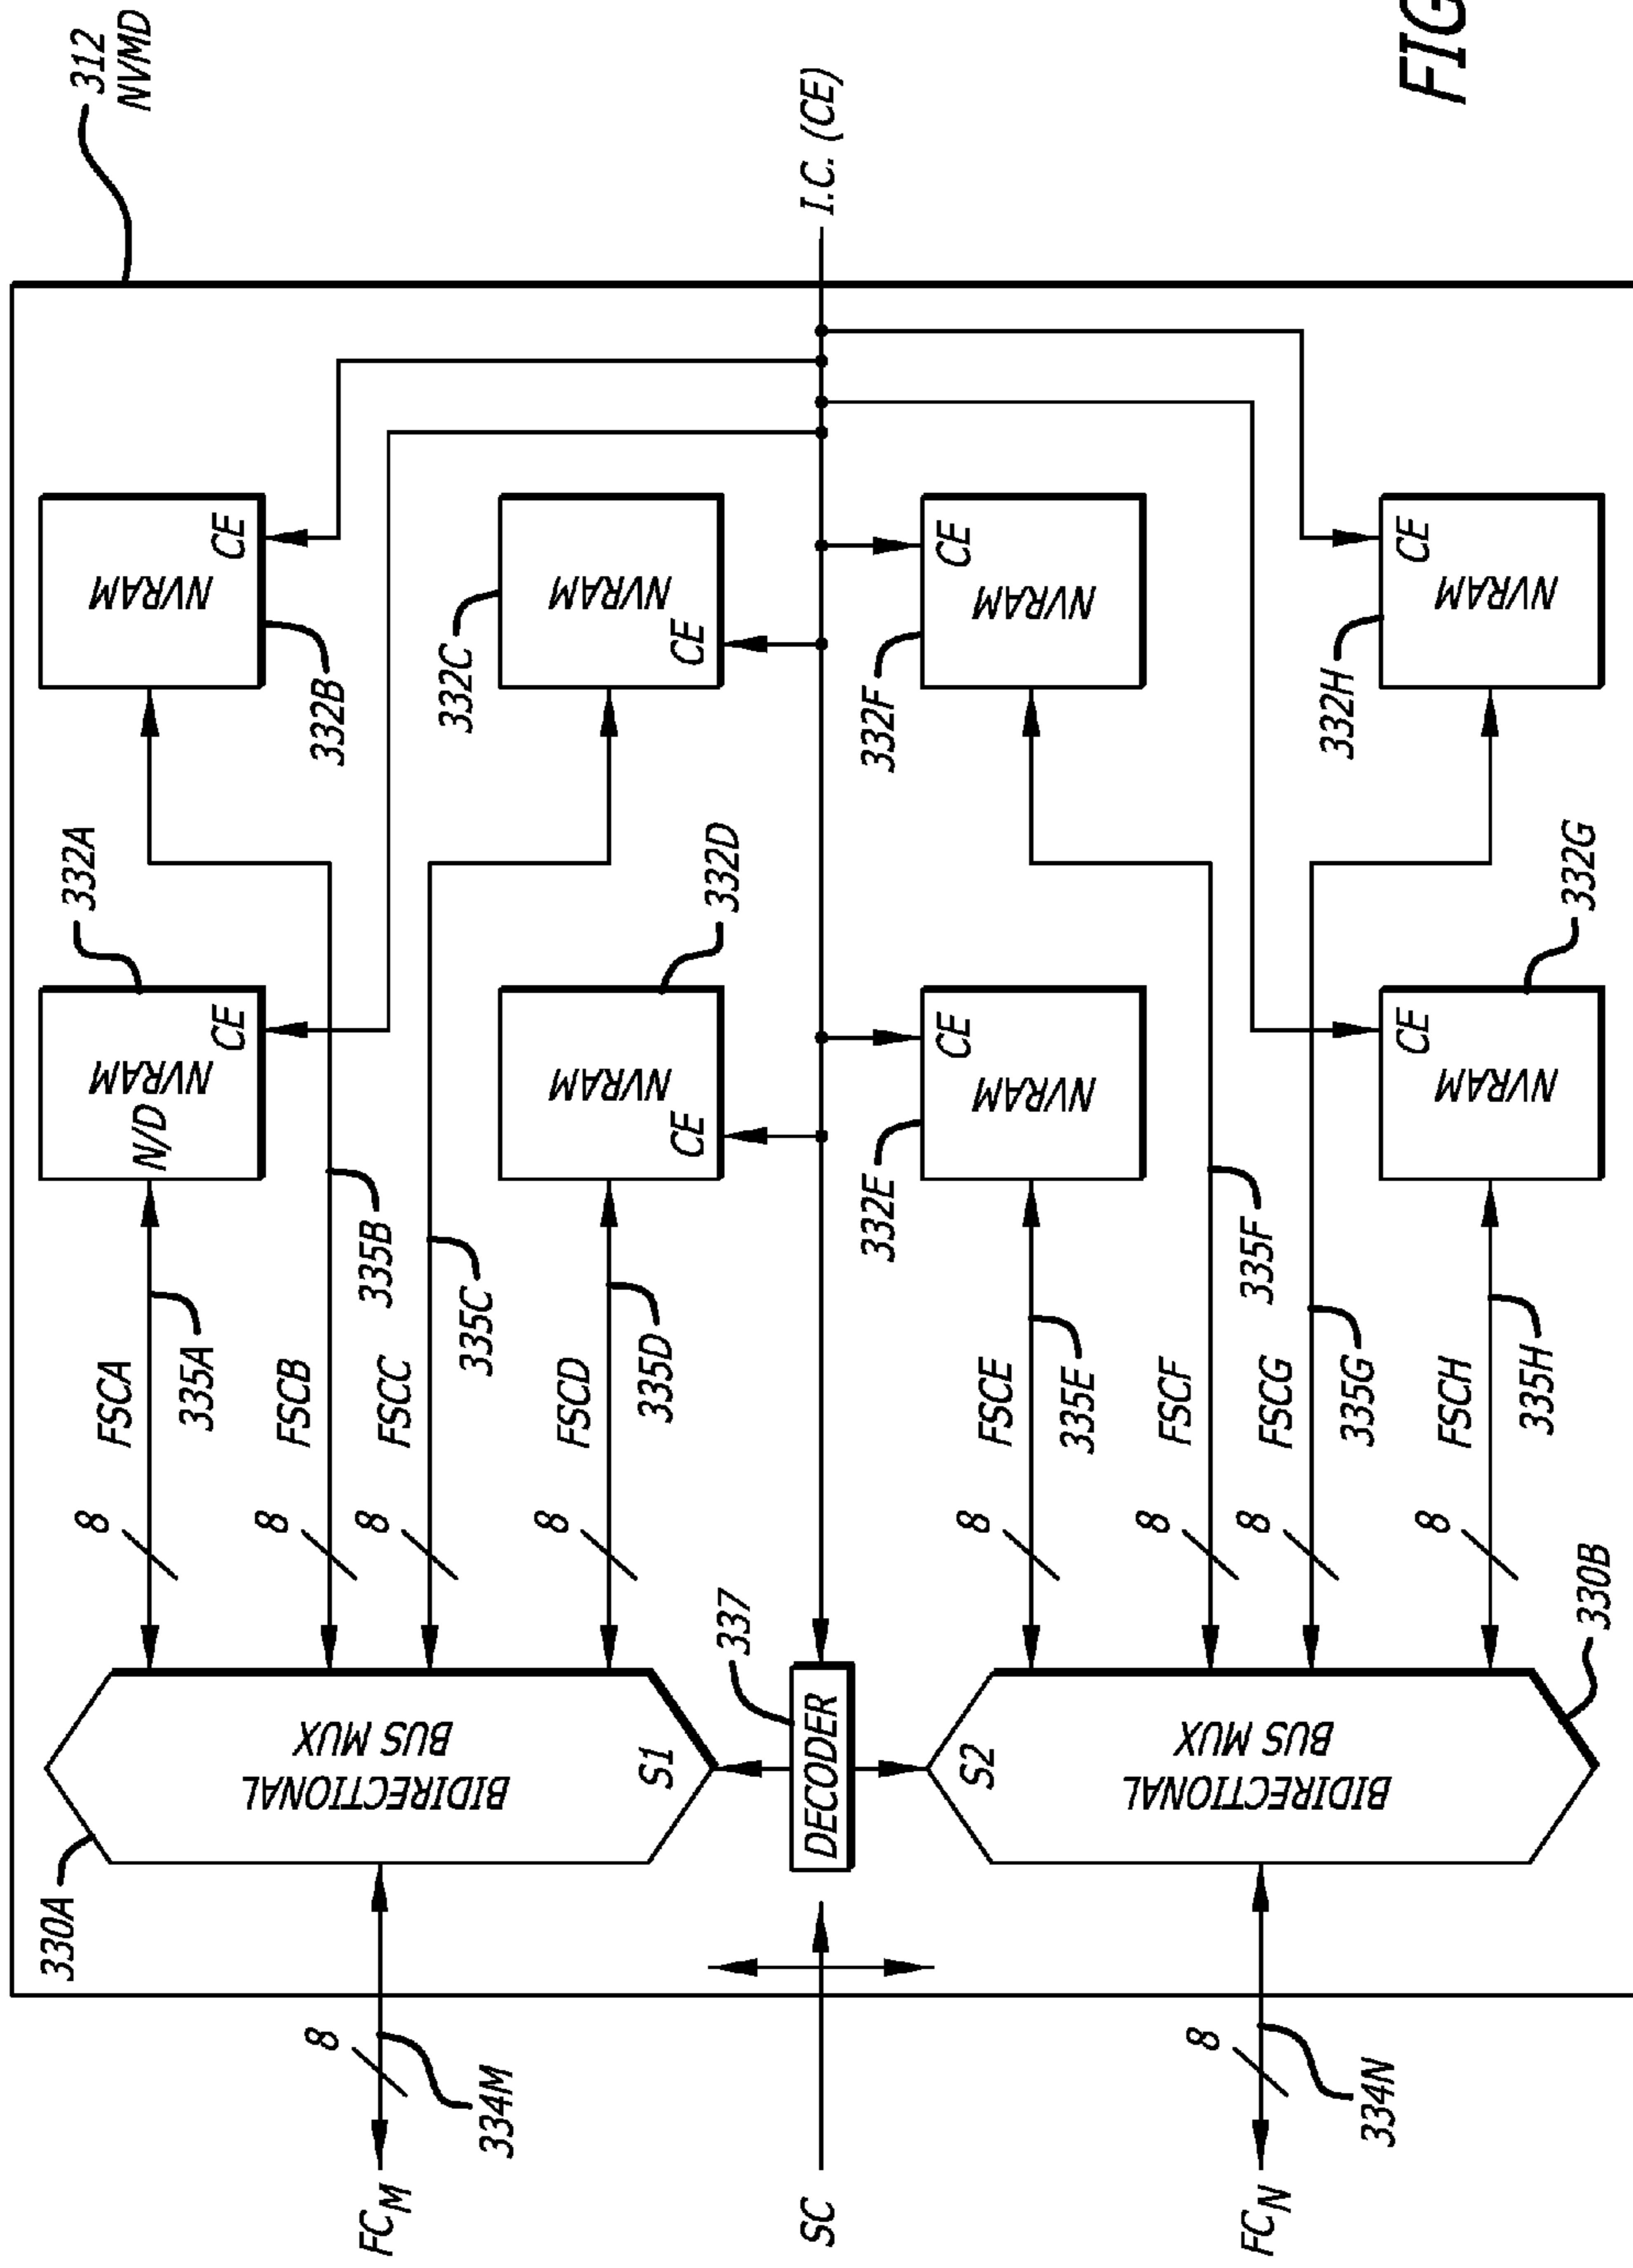 312
NVMD
FIG
I.C. (CE)
NVRAM
CE
332B
332C
NVRAM
CE
332F
CE
NVRAM
332H
CE
NVRAM
332A
NVRAM
N/D
CE
332D
NVRAM
CE
332E
CE
NVRAM
332G
CE
NVRAM
FSCA
335A
8
FSCB
335B
8
FSCC
335C
8
FSCD
335D
8
FSCE
335E
8
FSCF
335F
8
FSCG
335G
8
FSCH
335H
8
330A
BIDIRECTIONAL
BUS MUX
S1
337
DECODER
S2
BIDIRECTIONAL
BUS MUX
330B
8
334M
FCM
SC
8
334N
FCN